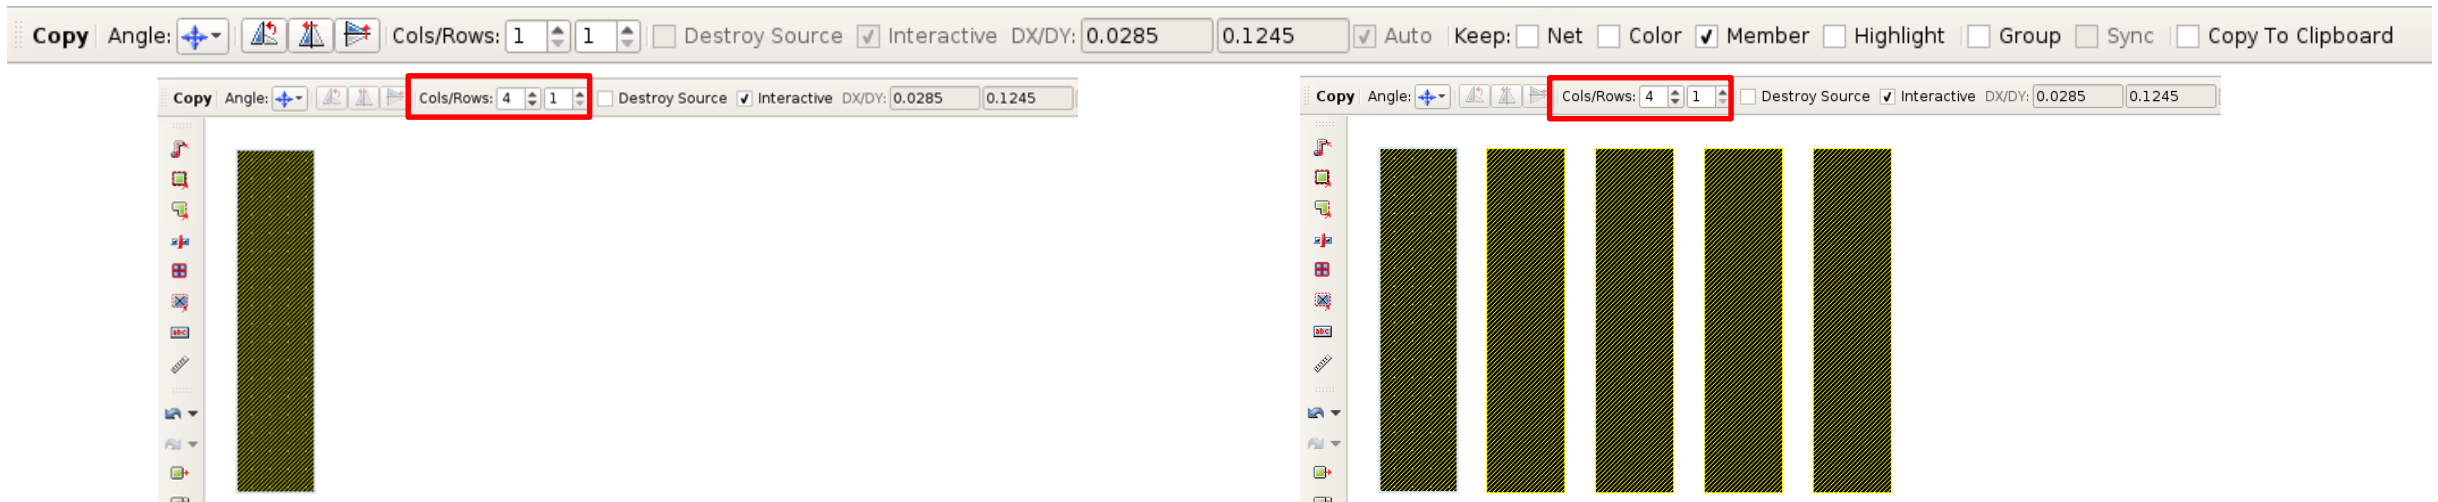 Copy Angle: Cols/Rows: 1 1 Destroy Source Interactive DX/DY: 0.0285 0.1245 Auto Keep: Net Color Member Highlight Group Sync Copy To Clipboard
Copy Angle: Cols/Rows: 4 1 Destroy Source Interactive DX/DY: 0.0285 0.1245
abc
Copy Angle: Cols/Rows: 4 1 Destroy Source Interactive DX/DY: 0.0285 0.1245
abc